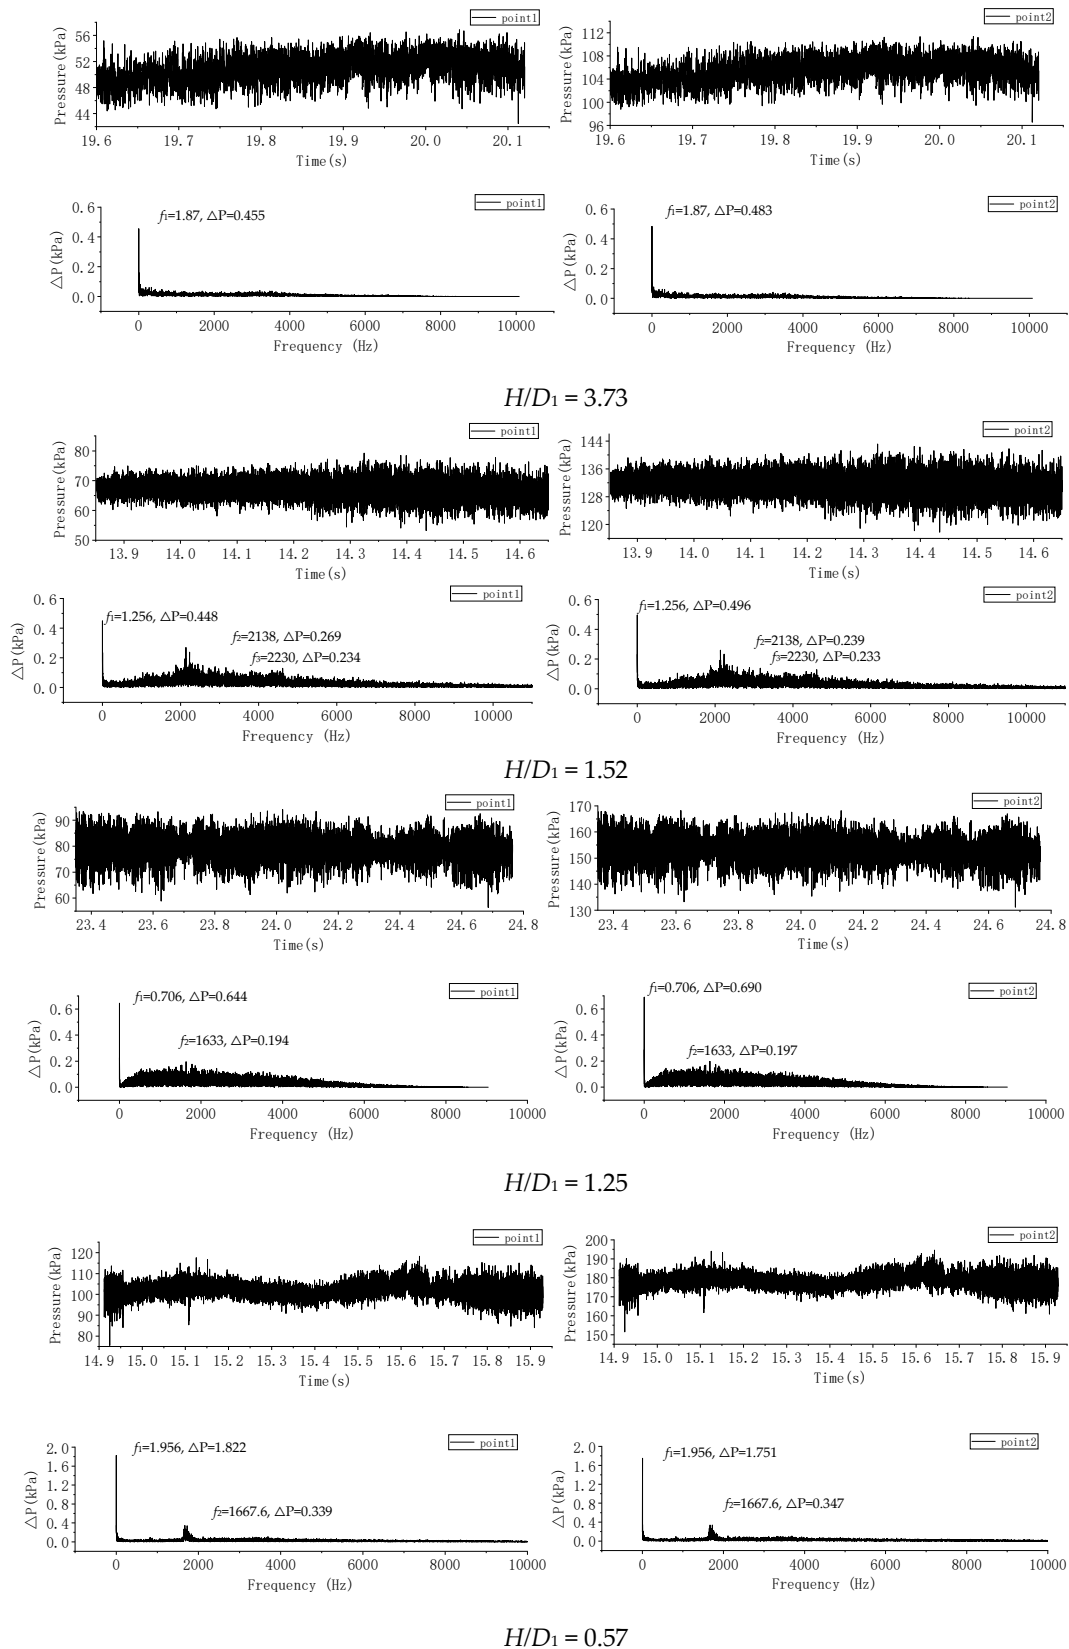 point1
56
52
48
44
Pressure(kPa)
19.6 19.7 19.8 19.9 20.0 20.1
Time(s)
point2
112
108
104
100
96
Pressure(kPa)
19.6 19.7 19.8 19.9 20.0 20.1
Time(s)
point1
f1=1.87, △P=0.455
0.6
0.4
0.2
0.0
△P(kPa)
0 2000 4000 6000 8000 10000
Frequency (Hz)
point2
f1=1.87, △P=0.483
0.6
0.4
0.2
0.0
△P(kPa)
0 2000 4000 6000 8000 10000
Frequency (Hz)
H/D1 = 3.73
point1
80
70
60
50
Pressure(kPa)
13.9 14.0 14.1 14.2 14.3 14.4 14.5 14.6
Time(s)
point2
144
136
128
120
Pressure(kPa)
13.9 14.0 14.1 14.2 14.3 14.4 14.5 14.6
Time(s)
point1
f1=1.256, △P=0.448
f2=2138, △P=0.269
f3=2230, △P=0.234
0.6
0.4
0.2
0.0
△P(kPa)
0 2000 4000 6000 8000 10000
Frequency (Hz)
point2
f1=1.256, △P=0.496
f2=2138, △P=0.239
f3=2230, △P=0.233
0.6
0.4
0.2
0.0
△P(kPa)
0 2000 4000 6000 8000 10000
Frequency (Hz)
H/D1 = 1.52
point1
90
80
70
60
Pressure(kPa)
23.4 23.6 23.8 24.0 24.2 24.4 24.6 24.8
Time(s)
point2
170
160
150
140
130
Pressure(kPa)
23.4 23.6 23.8 24.0 24.2 24.4 24.6 24.8
Time(s)
point1
f1=0.706, △P=0.644
f2=1633, △P=0.194
0.6
0.4
0.2
0.0
△P(kPa)
0 2000 4000 6000 8000 10000
Frequency (Hz)
point2
f1=0.706, △P=0.690
f2=1633, △P=0.197
0.6
0.4
0.2
0.0
△P(kPa)
0 2000 4000 6000 8000 10000
Frequency (Hz)
H/D1 = 1.25
point1
120
110
100
90
80
Pressure(kPa)
14.9 15.0 15.1 15.2 15.3 15.4 15.5 15.6 15.7 15.8 15.9
Time(s)
point2
200
190
180
170
160
150
Pressure(kPa)
14.9 15.0 15.1 15.2 15.3 15.4 15.5 15.6 15.7 15.8 15.9
Time(s)
point1
f1=1.956, △P=1.822
f2=1667.6, △P=0.339
2.0
1.6
1.2
0.8
0.4
0.0
△P(kPa)
0 2000 4000 6000 8000 10000
Frequency (Hz)
point2
f1=1.956, △P=1.751
f2=1667.6, △P=0.347
2.0
1.6
1.2
0.8
0.4
0.0
△P(kPa)
0 2000 4000 6000 8000 10000
Frequency (Hz)
H/D1 = 0.57